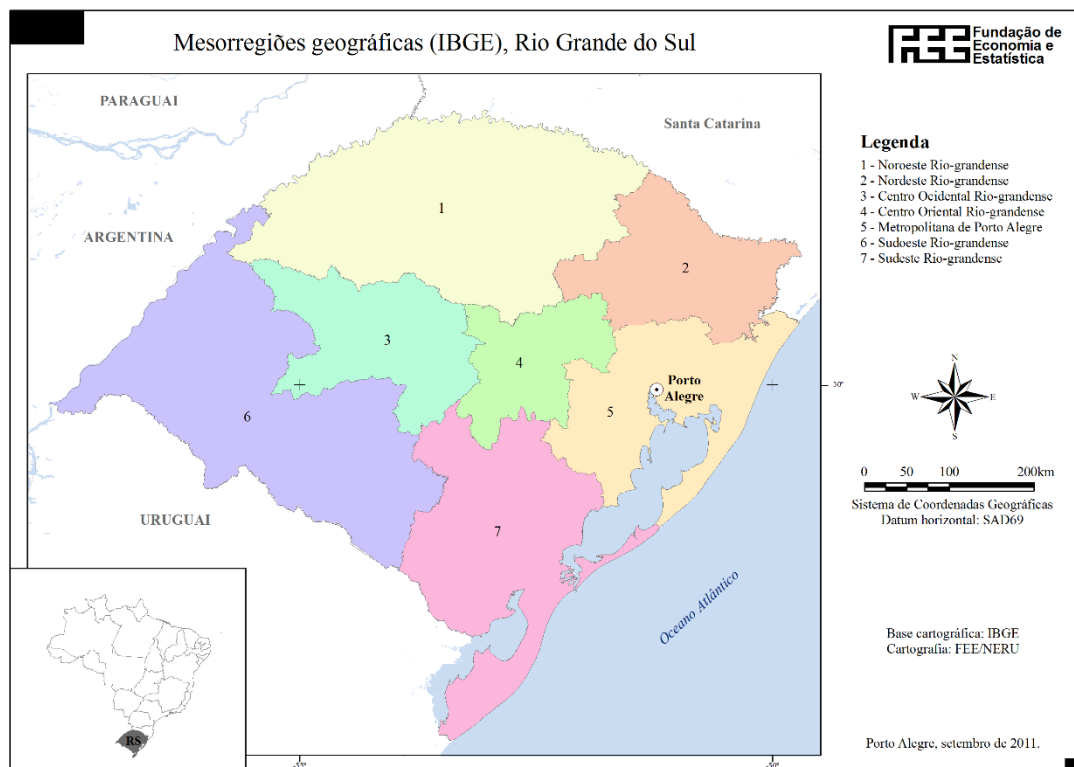 Mesorregiões geográficas (IBGE), Rio Grande do Sul
Fundação de
Economia e
Estatística
PARAGUAI
Santa Catarina
ARGENTINA
URUGUAI
1
2
3
4
5
6
7
Porto
Alegre
Oceano Atlântico
30°
Legenda
1 - Noroeste Rio-grandense
2 - Nordeste Rio-grandense
3 - Centro Ocidental Rio-grandense
4 - Centro Oriental Rio-grandense
5 - Metropolitana de Porto Alegre
6 - Sudoeste Rio-grandense
7 - Sudeste Rio-grandense
N
W E
S
0 50 100 200km
Sistema de Coordenadas Geográficas
Datum horizontal: SAD69
RS
Base cartográfica: IBGE
Cartografia: FEE/NERU
Porto Alegre, setembro de 2011.